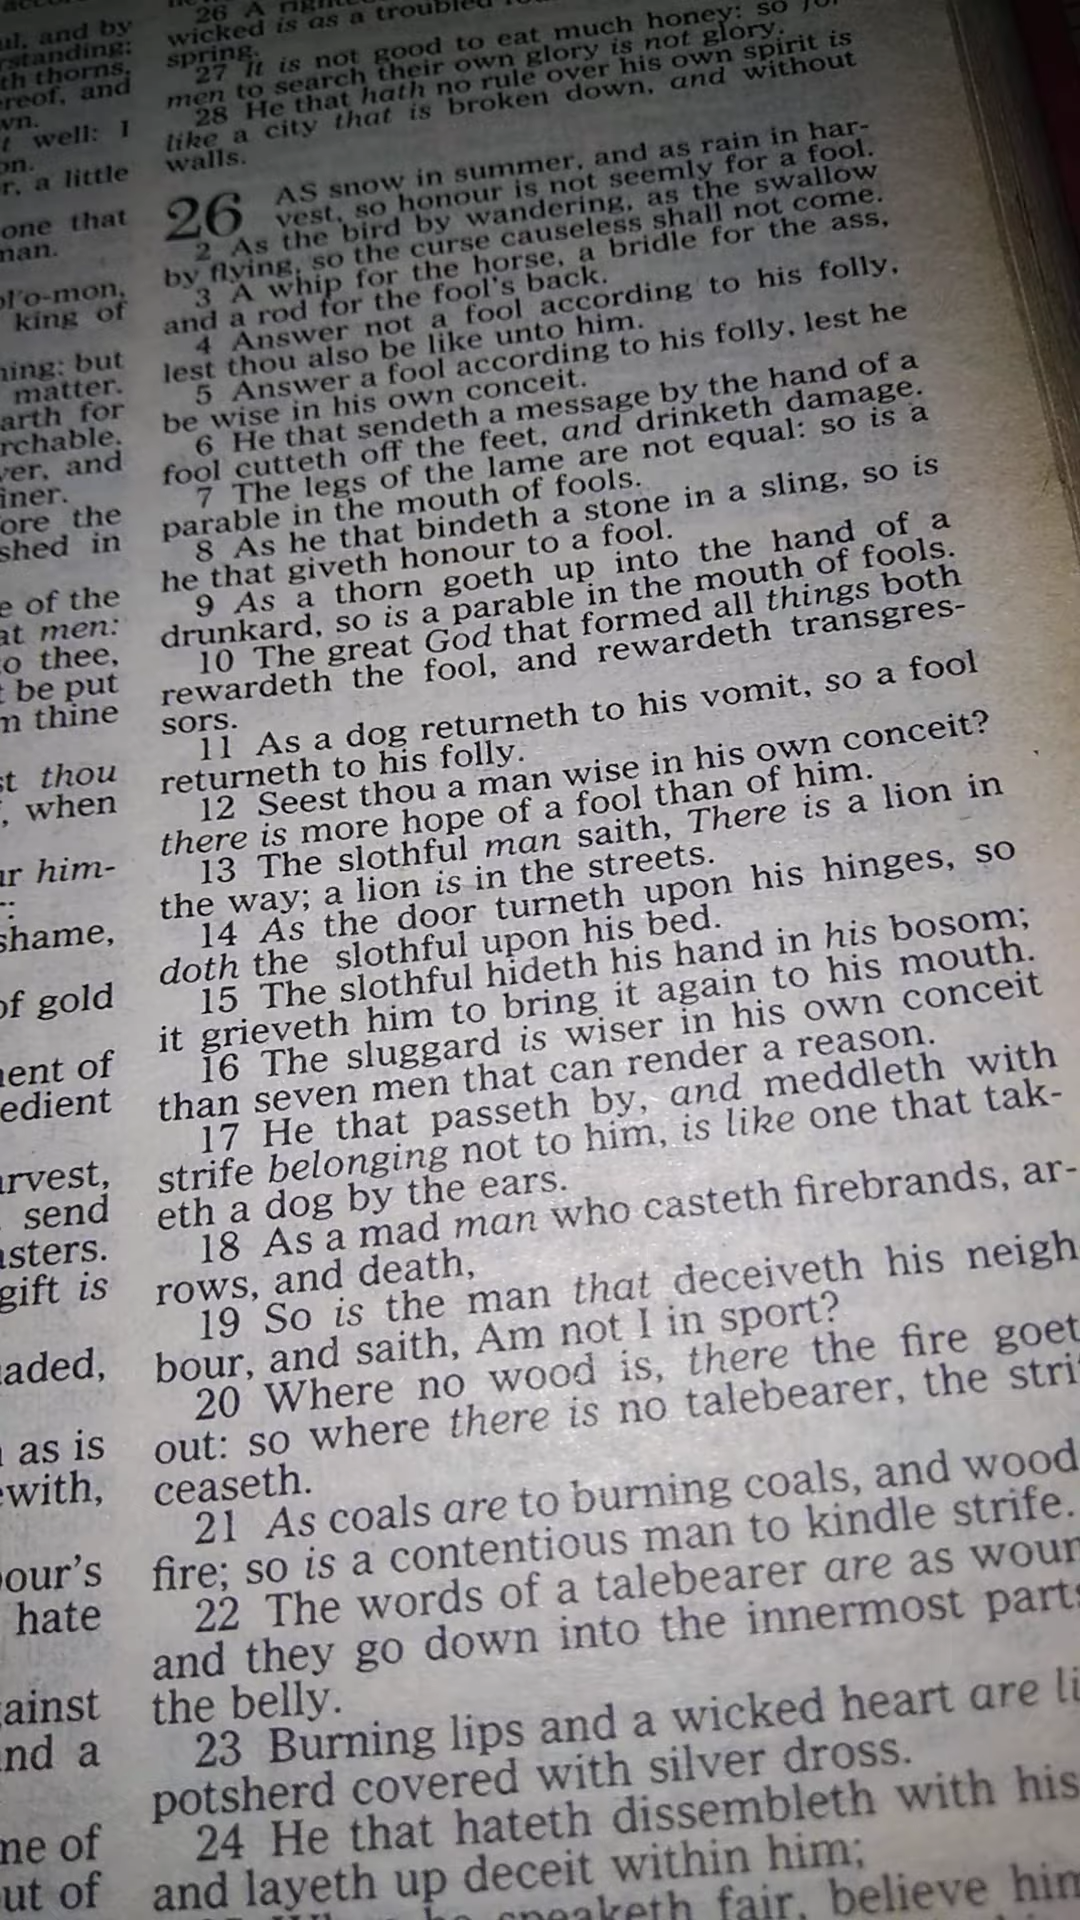 ul, and by
rstanding:
th thorns,
ereof, and
wn.
t well: I
on.
r, a little
one that
man.
ol'o-mon,
king of
ning: but
matter.
arth for
rchable.
ver, and
iner.
ore the
shed in
e of the
at men:
o thee,
t be put
m thine
st thou
, when
ur him-
r:
shame,
of gold
ment of
edient
arvest,
send
asters.
gift is
aded,
as is
with,
our's
hate
gainst
nd a
me of
out of
26 A
wicked is as a troubled
spring.
27 It is not good to eat much honey: so for
men to search their own glory is not glory.
28 He that hath no rule over his own spirit is
like a city that is broken down, and without
walls.
26 AS snow in summer, and as rain in har-
vest, so honour is not seemly for a fool.
2 As the bird by wandering, as the swallow
by flying, so the curse causeless shall not come.
3 A whip for the horse, a bridle for the ass,
and a rod for the fool's back.
4 Answer not a fool according to his folly,
lest thou also be like unto him.
5 Answer a fool according to his folly, lest he
be wise in his own conceit.
6 He that sendeth a message by the hand of a
fool cutteth off the feet, and drinketh damage.
7 The legs of the lame are not equal: so is a
parable in the mouth of fools.
8 As he that bindeth a stone in a sling, so is
he that giveth honour to a fool.
9 As a thorn goeth up into the hand of a
drunkard, so is a parable in the mouth of fools.
10 The great God that formed all things both
rewardeth the fool, and rewardeth transgres-
sors.
11 As a dog returneth to his vomit, so a fool
returneth to his folly.
12 Seest thou a man wise in his own conceit?
there is more hope of a fool than of him.
13 The slothful man saith, There is a lion in
the way; a lion is in the streets.
14 As the door turneth upon his hinges, so
doth the slothful upon his bed.
15 The slothful hideth his hand in his bosom;
it grieveth him to bring it again to his mouth.
16 The sluggard is wiser in his own conceit
than seven men that can render a reason.
17 He that passeth by, and meddleth with
strife belonging not to him, is like one that tak-
eth a dog by the ears.
18 As a mad man who casteth firebrands, ar-
rows, and death,
19 So is the man that deceiveth his neigh
bour, and saith, Am not I in sport?
20 Where no wood is, there the fire goet
out: so where there is no talebearer, the stri
ceaseth.
21 As coals are to burning coals, and wood
fire; so is a contentious man to kindle strife.
22 The words of a talebearer are as woun
and they go down into the innermost parts
the belly.
23 Burning lips and a wicked heart are li
potsherd covered with silver dross.
24 He that hateth dissembleth with his
and layeth up deceit within him;
speaketh fair, believe him